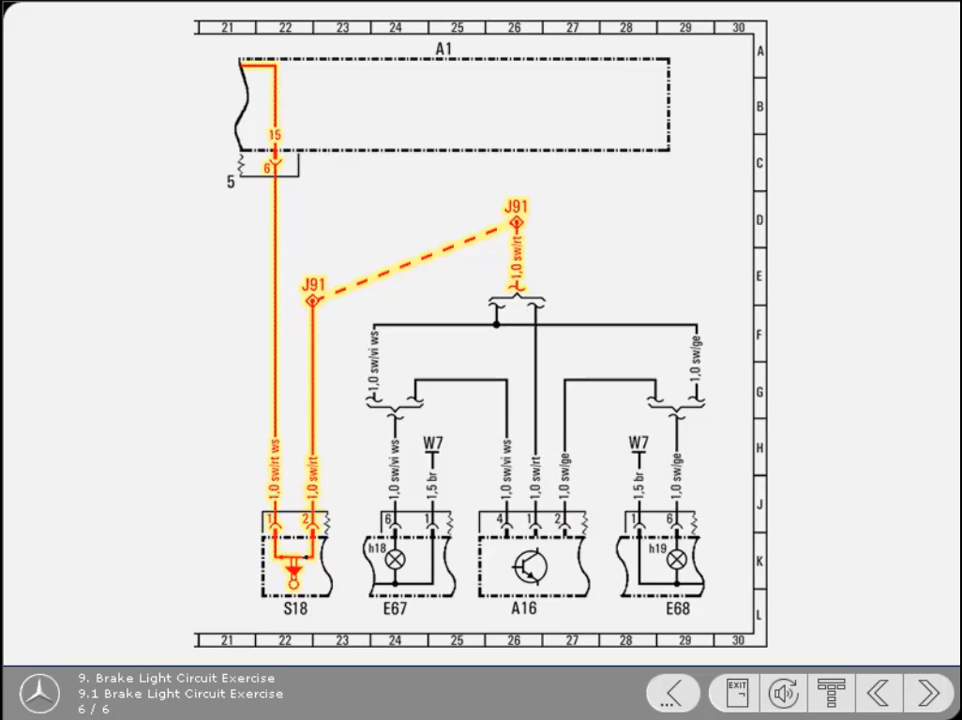 21 22 23 24 25 26 27 28 29 30
A1
A
B
15
C
6
5
J91
D
1,0 sw/rt
E
J91
F
1,0 sw/vi ws
1,0 sw/ge
G
W7
W7
H
1,0 sw/rt ws
1,0 sw/rt
1,0 sw/vi ws
1,5 br
1,0 sw/vi ws
1,0 sw/rt
1,0 sw/ge
1,5 br
1,0 sw/ge
J
1 2 6 1 4 1 2 1 6
h18
h19
K
S18 E67 A16 E68
L
21 22 23 24 25 26 27 28 29 30
9. Brake Light Circuit Exercise
9.1 Brake Light Circuit Exercise
6 / 6
...
EXIT